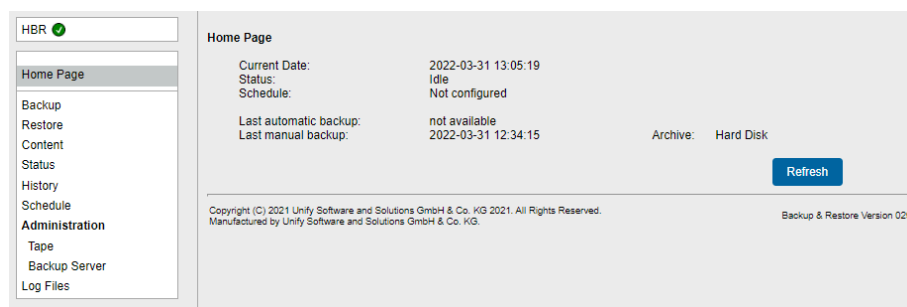 HBR
Home Page
Backup
Restore
Content
Status
History
Schedule
Administration
Tape
Backup Server
Log Files
Home Page
Current Date: 2022-03-31 13:05:19
Status: Idle
Schedule: Not configured
Last automatic backup: not available
Last manual backup: 2022-03-31 12:34:15 Archive: Hard Disk
Refresh
Copyright (C) 2021 Unify Software and Solutions GmbH & Co. KG 2021. All Rights Reserved.
Manufactured by Unify Software and Solutions GmbH & Co. KG.
Backup & Restore Version